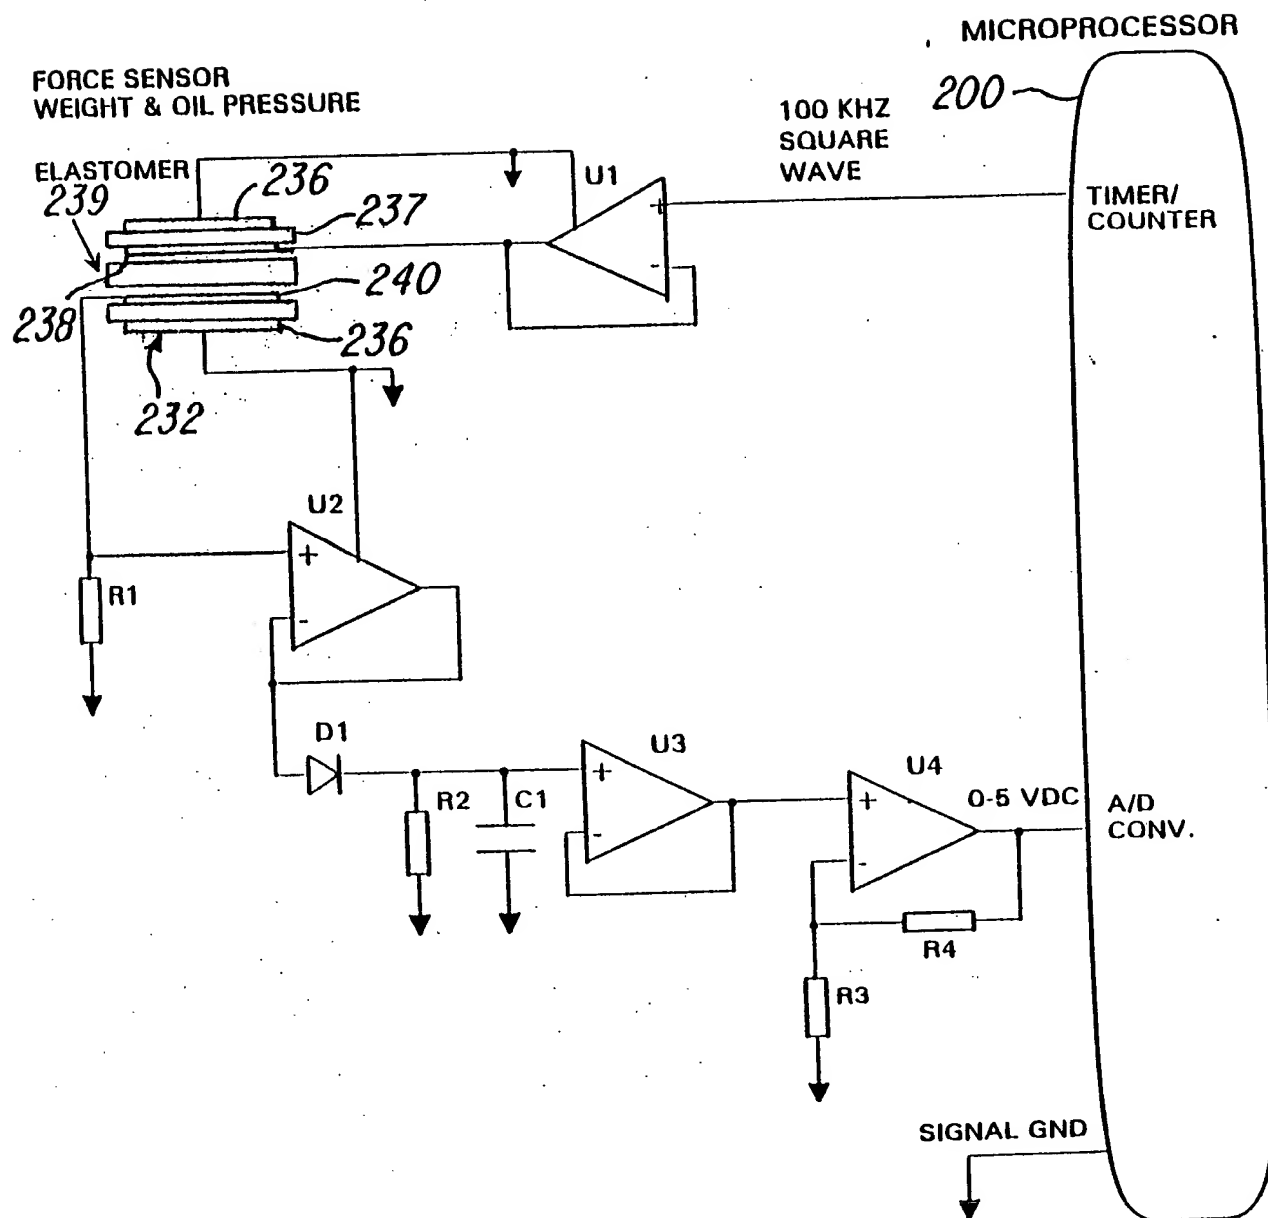 MICROPROCESSOR
FORCE SENSOR
WEIGHT & OIL PRESSURE
200
100 KHZ
SQUARE
WAVE
ELASTOMER
236
U1
+
-
TIMER/
COUNTER
239
237
240
238
236
232
U2
+
-
R1
D1
U3
+
-
R2
C1
U4
+
-
0-5 VDC
A/D
CONV.
R4
R3
SIGNAL GND